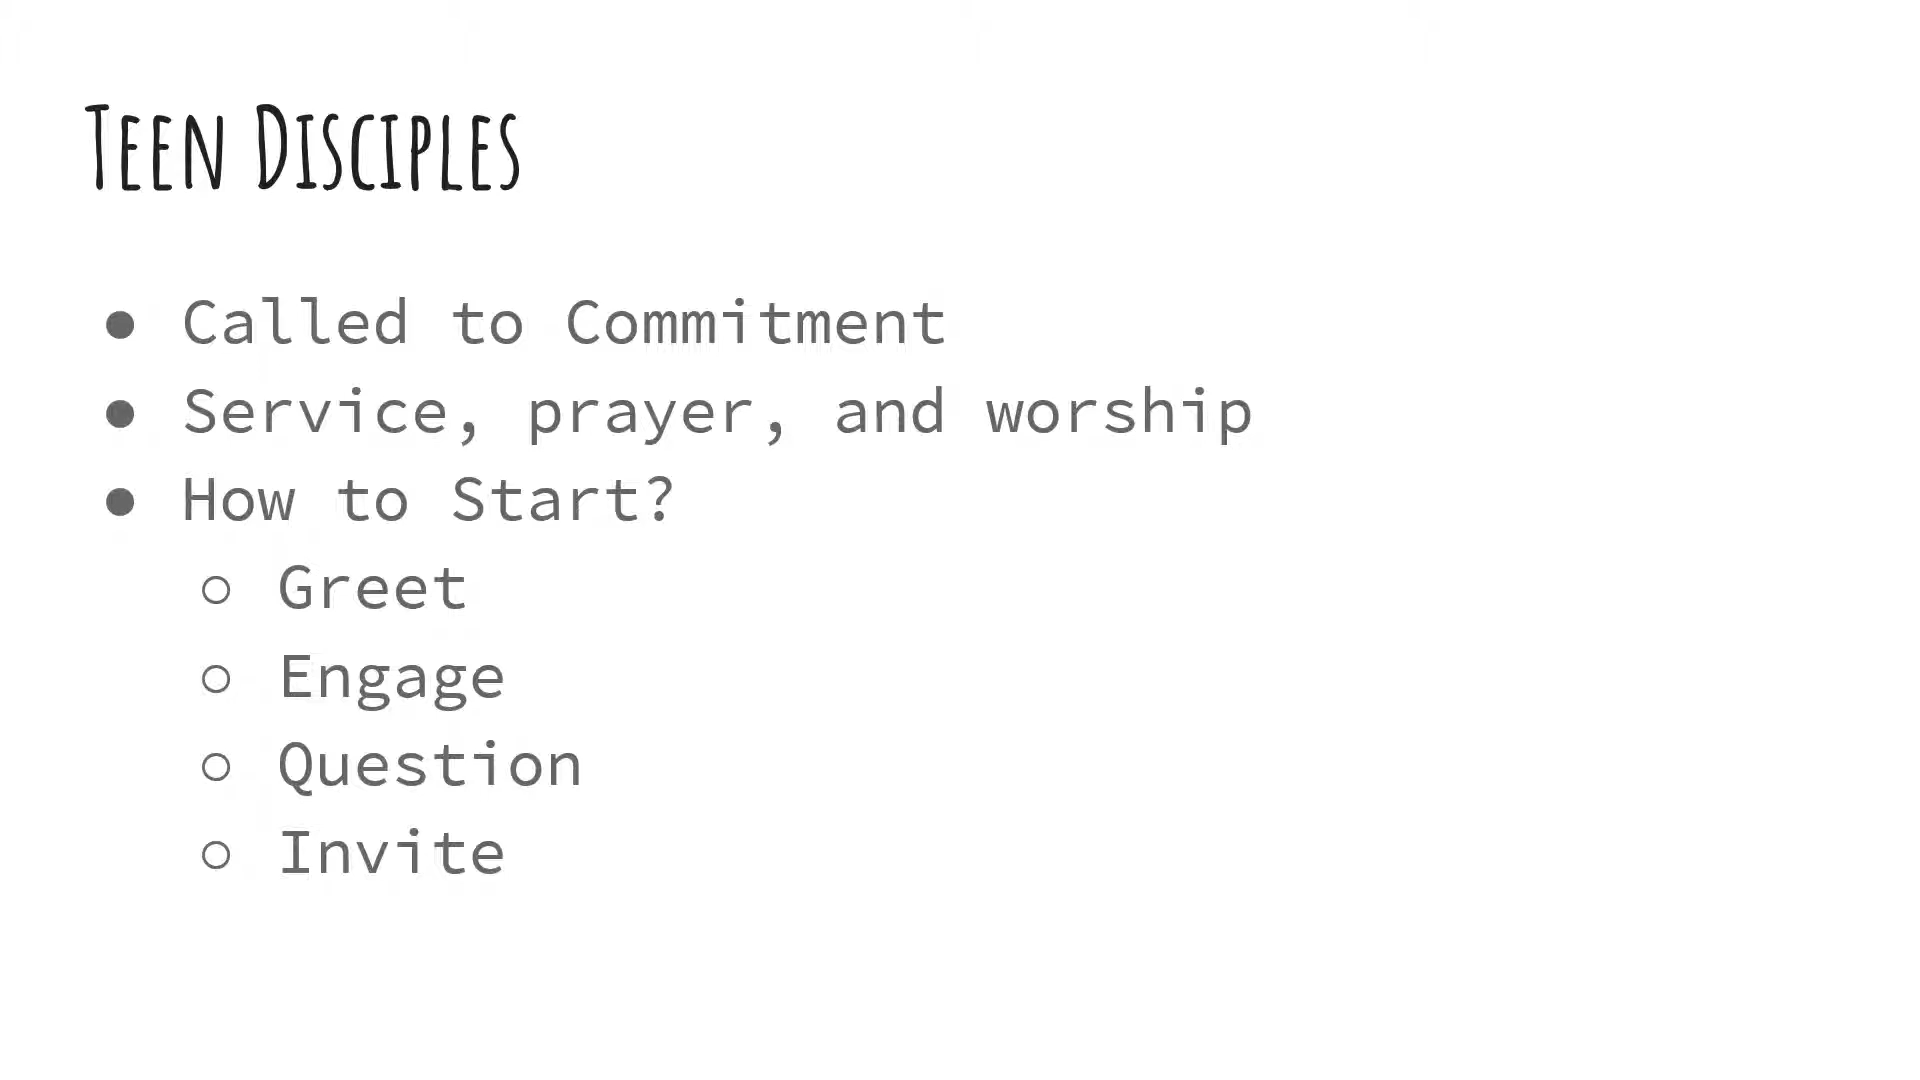 Teen Disciples
● Called to Commitment
● Service, prayer, and worship
● How to Start?
○ Greet
○ Engage
○ Question
○ Invite